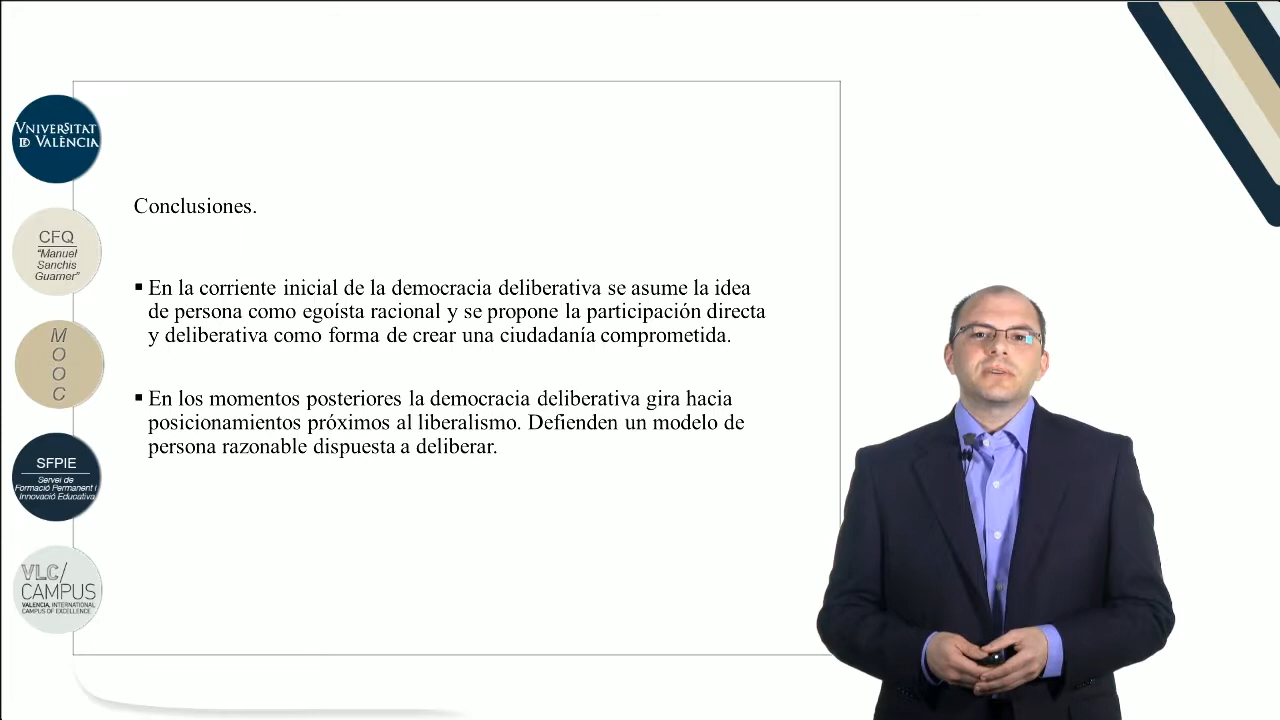 VNIVERSITAT
DE VALÈNCIA
CFQ
"Manuel
Sanchis
Guarner"
M
O
O
C
SFPIE
Servei de
Formació Permanent i
Innovació Educativa
VLC/
CAMPUS
VALENCIA, INTERNATIONAL
CAMPUS OF EXCELLENCE.
Conclusiones.
▪ En la corriente inicial de la democracia deliberativa se asume la idea
de persona como egoísta racional y se propone la participación directa
y deliberativa como forma de crear una ciudadanía comprometida.
▪ En los momentos posteriores la democracia deliberativa gira hacia
posicionamientos próximos al liberalismo. Defienden un modelo de
persona razonable dispuesta a deliberar.